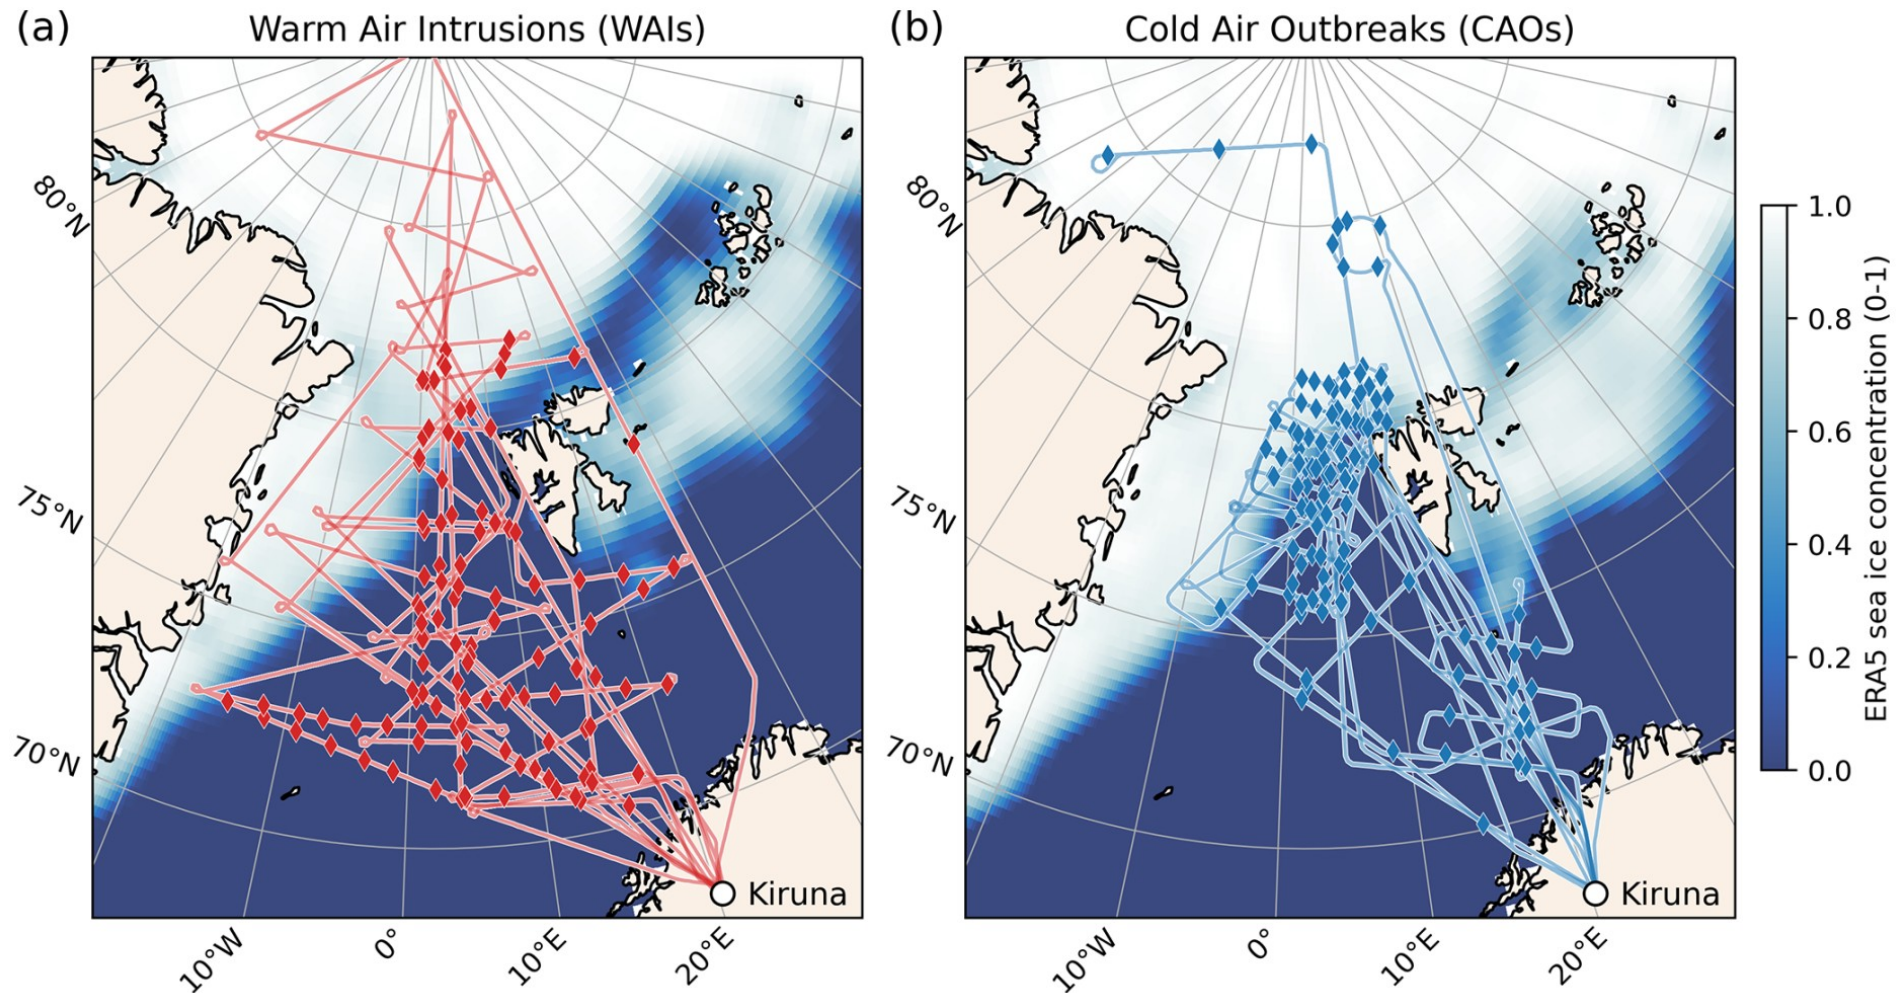 (a) Warm Air Intrusions (WAIs)
(b) Cold Air Outbreaks (CAOs)
80°N
75°N
70°N
10°W
0°
10°E
20°E
Kiruna
80°N
75°N
70°N
10°W
0°
10°E
20°E
Kiruna
1.0
0.8
0.6
0.4
0.2
0.0
ERA5 sea ice concentration (0-1)